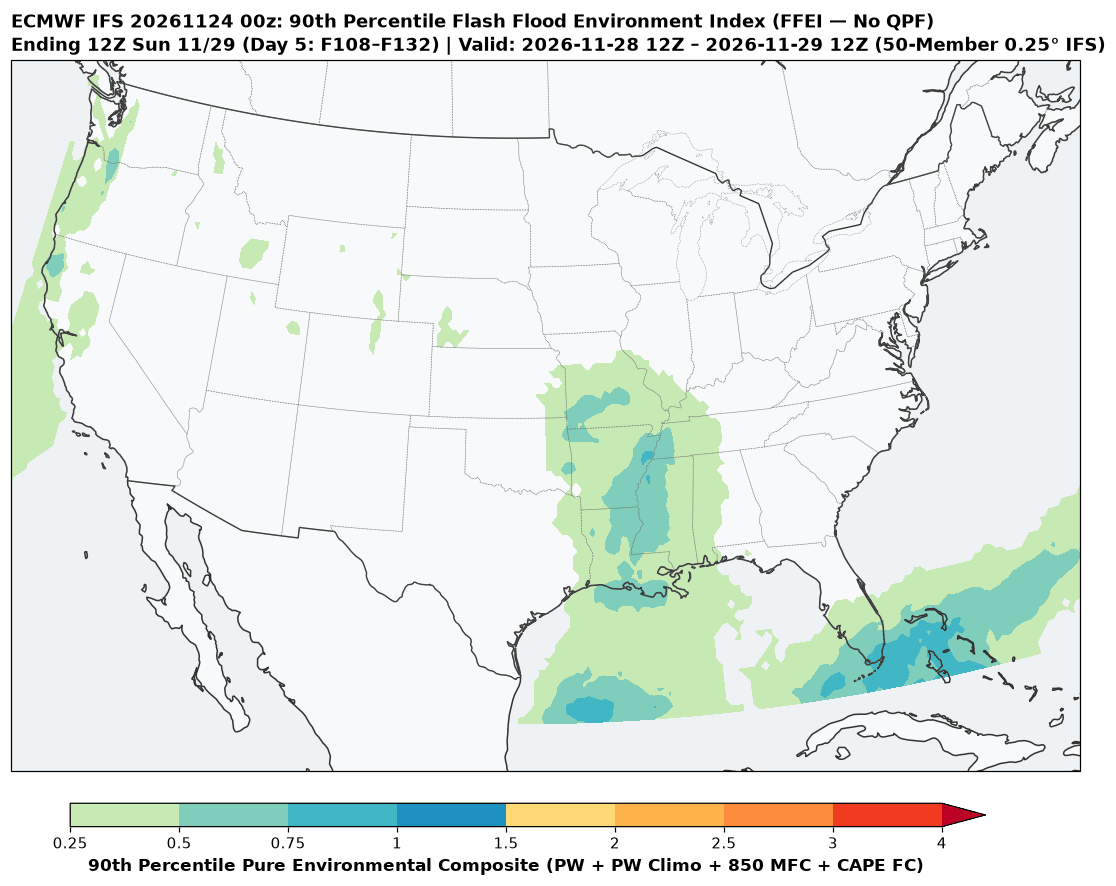 ECMWF IFS 20261124 00z: 90th Percentile Flash Flood Environment Index (FFEI — No QPF)
Ending 12Z Sun 11/29 (Day 5: F108–F132) | Valid: 2026-11-28 12Z – 2026-11-29 12Z (50-Member 0.25° IFS)
0.25 0.5 0.75 1 1.5 2 2.5 3 4
90th Percentile Pure Environmental Composite (PW + PW Climo + 850 MFC + CAPE FC)